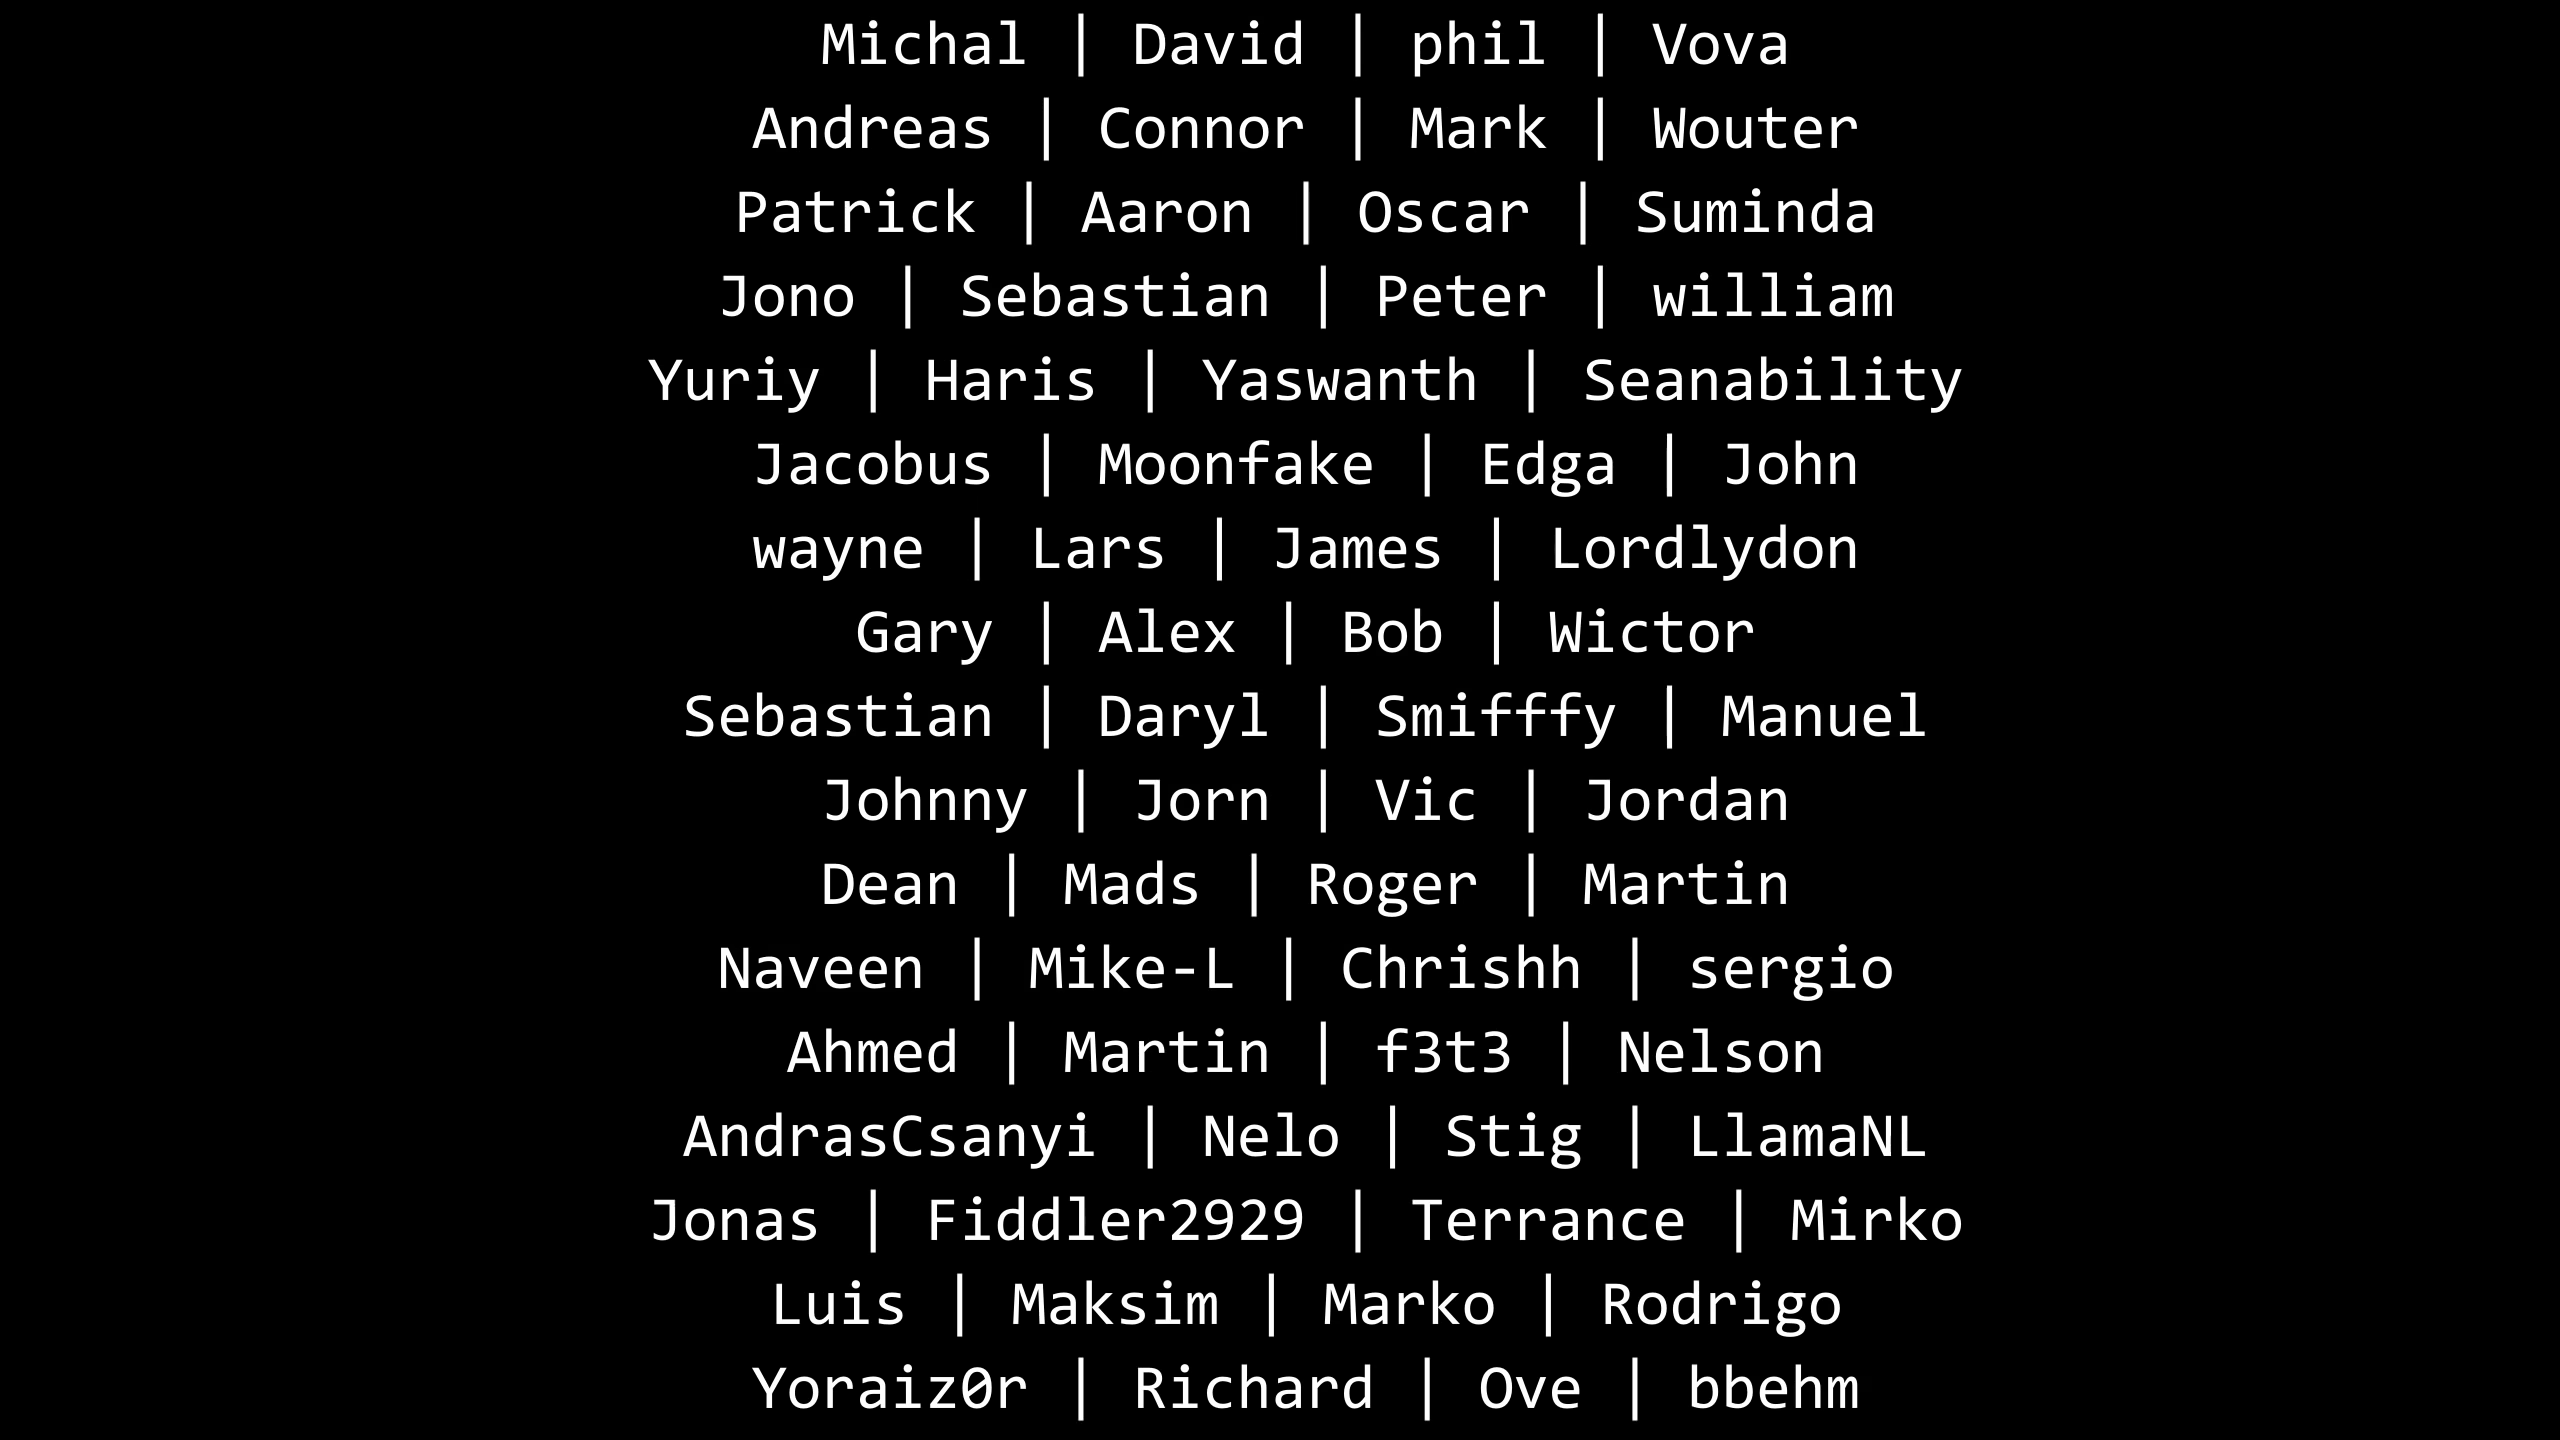 Michal | David | phil | Vova
Andreas | Connor | Mark | Wouter
Patrick | Aaron | Oscar | Suminda
Jono | Sebastian | Peter | william
Yuriy | Haris | Yaswanth | Seanability
Jacobus | Moonfake | Edga | John
wayne | Lars | James | Lordlydon
Gary | Alex | Bob | Wictor
Sebastian | Daryl | Smifffy | Manuel
Johnny | Jorn | Vic | Jordan
Dean | Mads | Roger | Martin
Naveen | Mike-L | Chrishh | sergio
Ahmed | Martin | f3t3 | Nelson
AndrasCsanyi | Nelo | Stig | LlamaNL
Jonas | Fiddler2929 | Terrance | Mirko
Luis | Maksim | Marko | Rodrigo
Yoraiz0r | Richard | Ove | bbehm